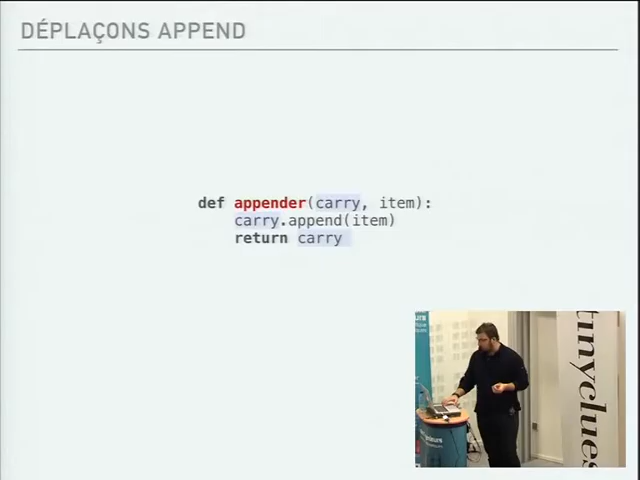 DÉPLAÇONS APPEND
def appender(carry, item):
carry.append(item)
return carry
tinyclues